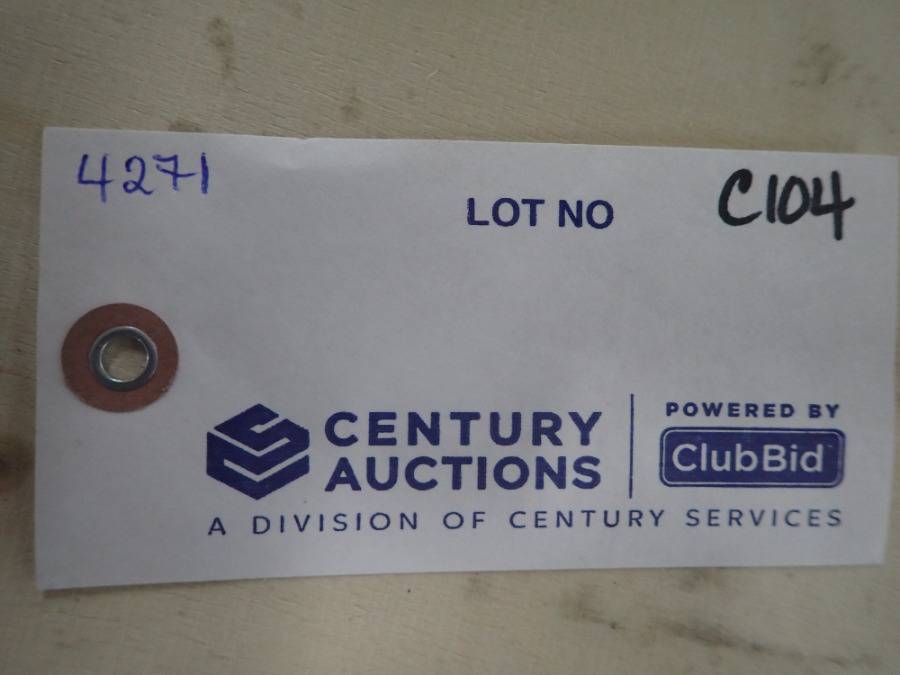 4271
LOT NO C104
CENTURY AUCTIONS
POWERED BY
ClubBid
A DIVISION OF CENTURY SERVICES